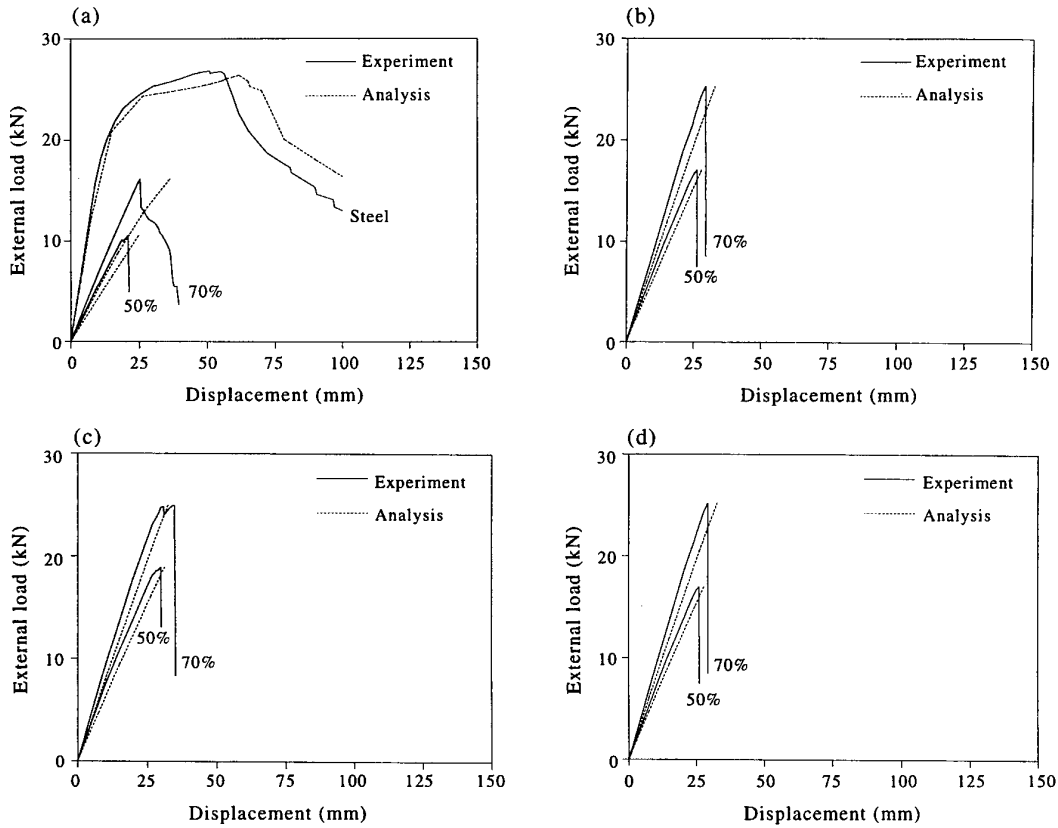 (a)
30
20
10
0
External load (kN)
Experiment
Analysis
Steel
50%
70%
0 25 50 75 100 125 150
Displacement (mm)
(b)
30
20
10
0
External load (kN)
Experiment
Analysis
70%
50%
0 25 50 75 100 125 150
Displacement (mm)
(c)
30
20
10
0
External load (kN)
Experiment
Analysis
50%
70%
0 25 50 75 100 125 150
Displacement (mm)
(d)
30
20
10
0
External load (kN)
Experiment
Analysis
70%
50%
0 25 50 75 100 125 150
Displacement (mm)